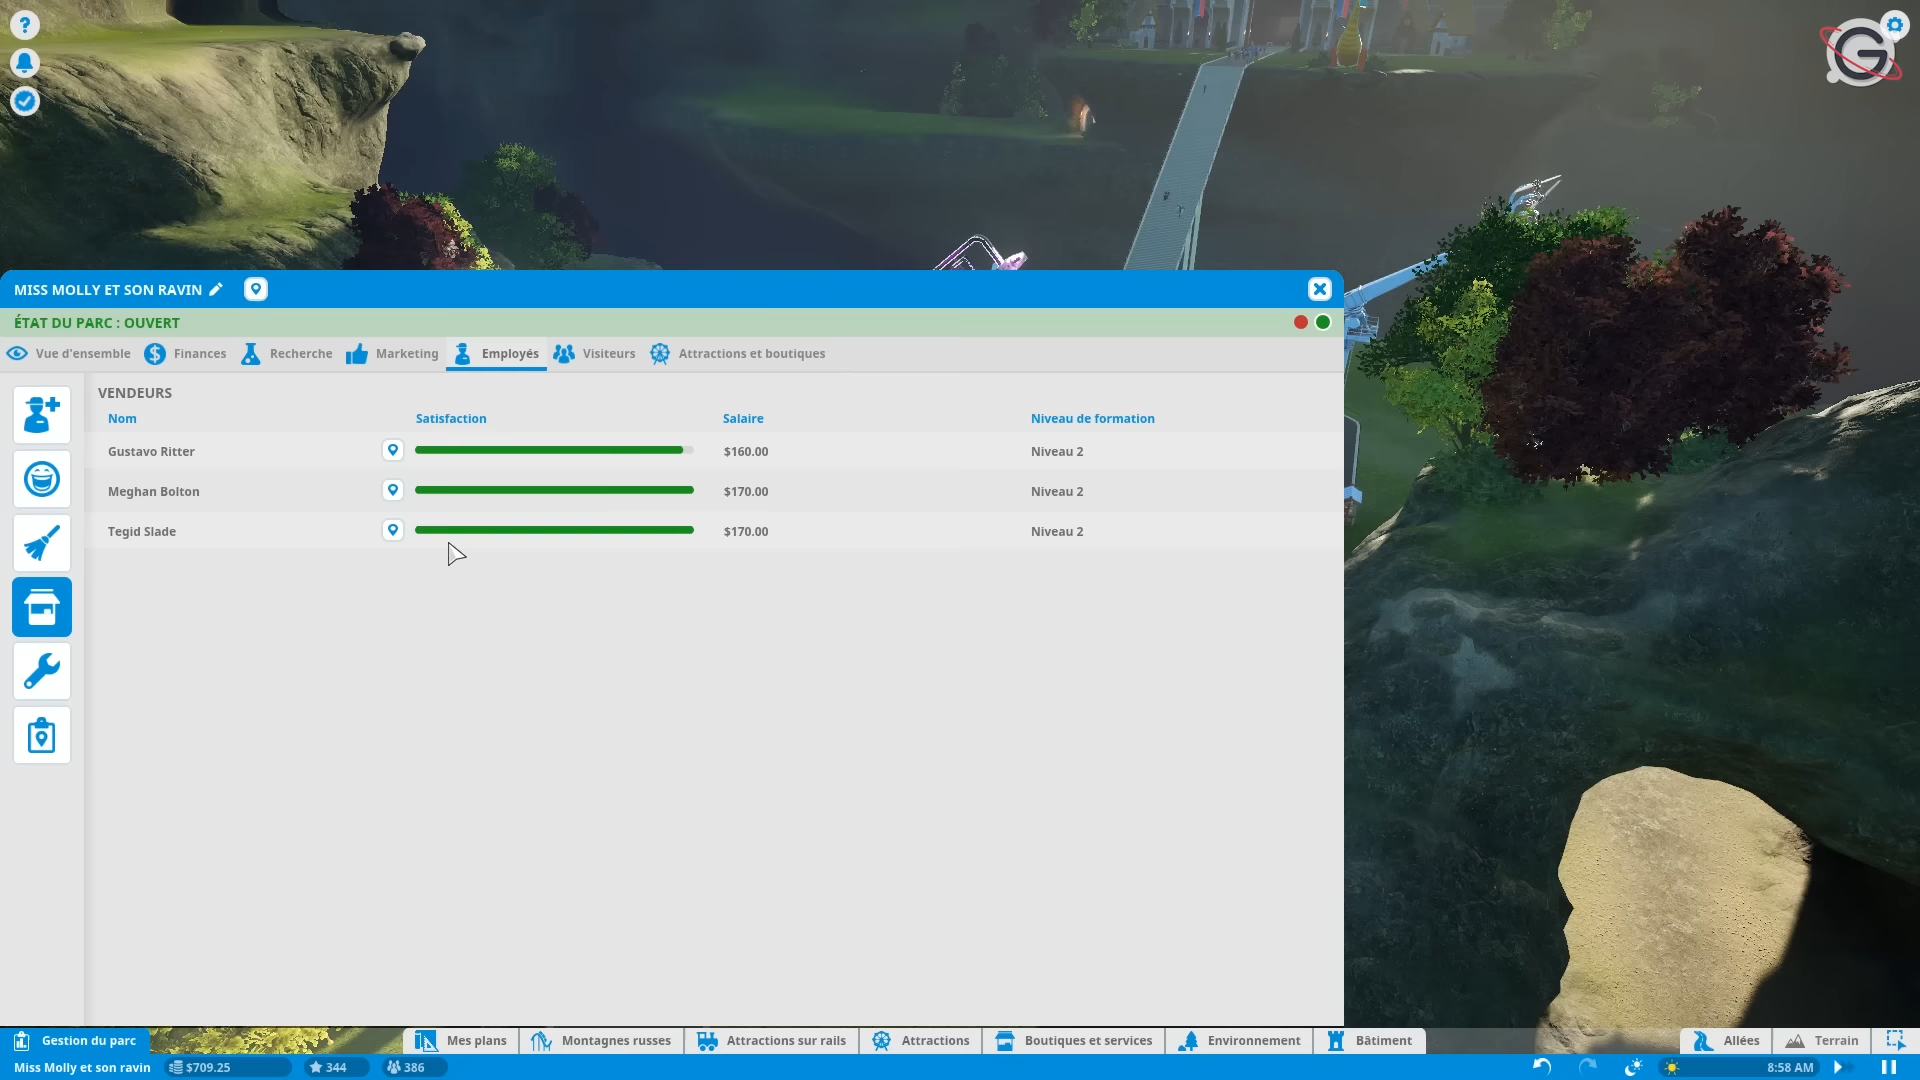 MISS MOLLY ET SON RAVIN
ÉTAT DU PARC : OUVERT
Vue d'ensemble Finances Recherche Marketing Employés Visiteurs Attractions et boutiques
VENDEURS
Nom Satisfaction Salaire Niveau de formation
Gustavo Ritter $160.00 Niveau 2
Meghan Bolton $170.00 Niveau 2
Tegid Slade $170.00 Niveau 2
Gestion du parc Mes plans Montagnes russes Attractions sur rails Attractions Boutiques et services Environnement Bâtiment Allées Terrain
Miss Molly et son ravin $709.25 344 386 8:58 AM